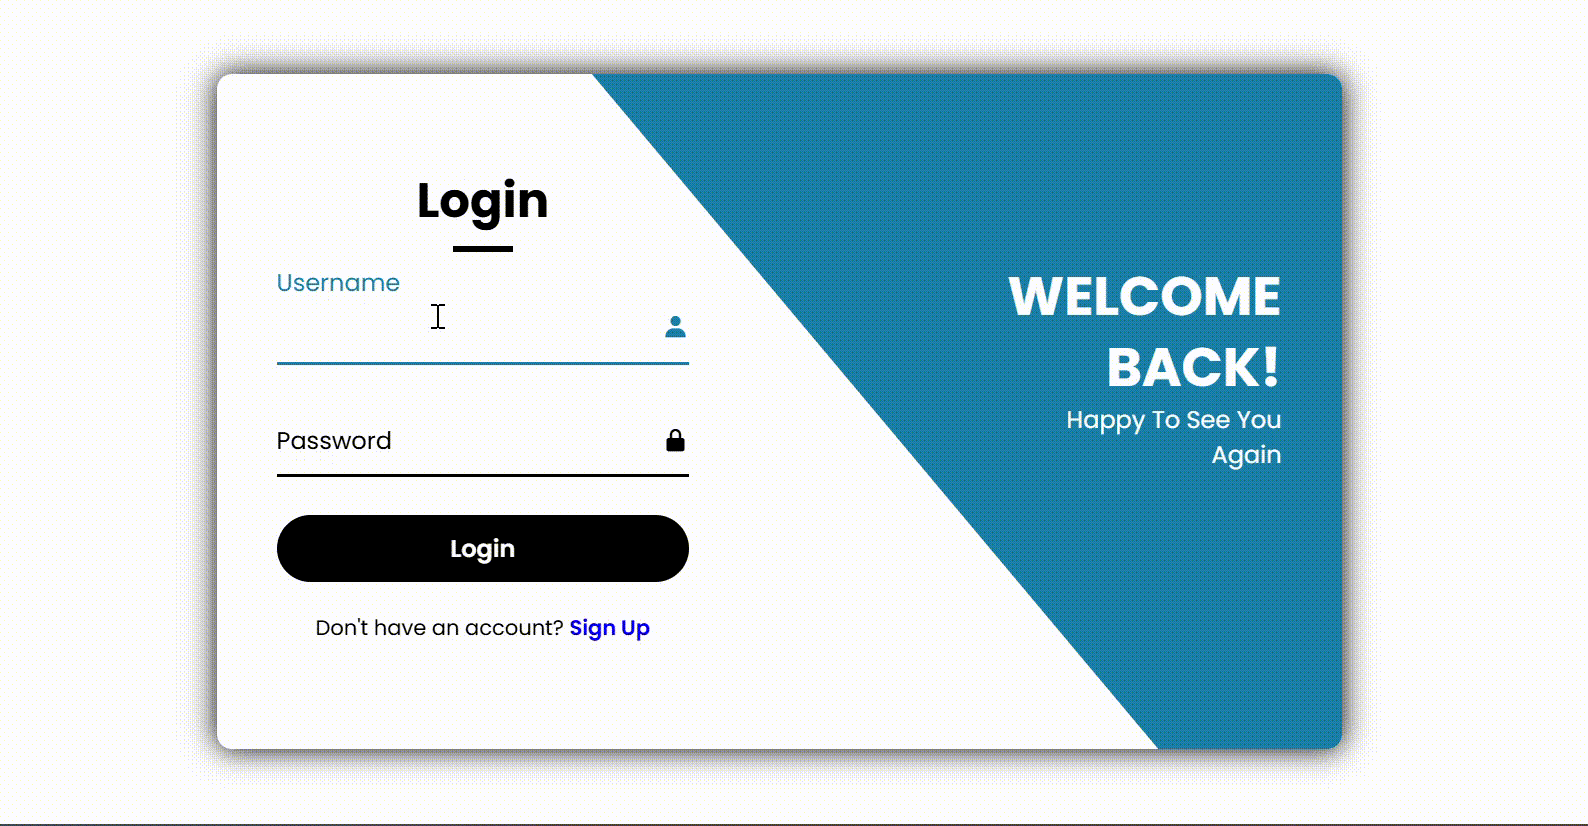 Login
Username
Password
Login
Don't have an account? Sign Up
WELCOME
BACK!
Happy To See You
Again